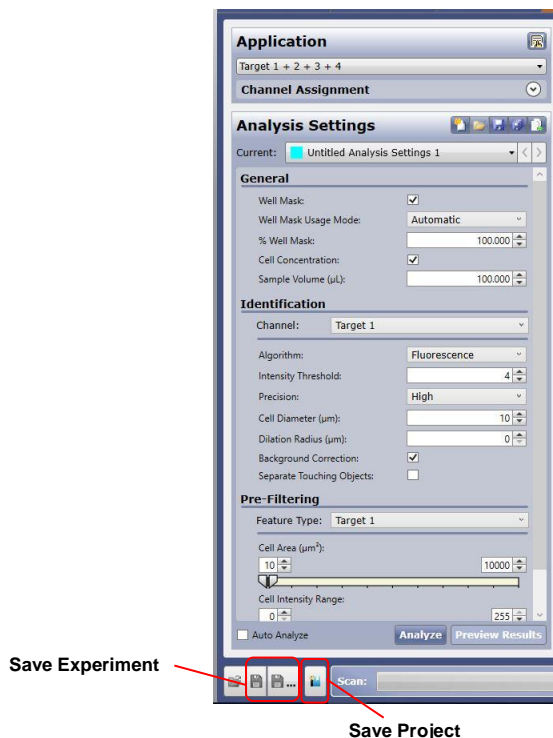 Application
Target 1 + 2 + 3 + 4
Channel Assignment
Analysis Settings
Current: Untitled Analysis Settings 1
General
Well Mask:
Well Mask Usage Mode: Automatic
% Well Mask: 100.000
Cell Concentration:
Sample Volume (µL): 100.000
Identification
Channel: Target 1
Algorithm: Fluorescence
Intensity Threshold: 4
Precision: High
Cell Diameter (µm): 10
Dilation Radius (µm): 0
Background Correction:
Separate Touching Objects:
Pre-Filtering
Feature Type: Target 1
Cell Area (µm²):
10 10000
Cell Intensity Range:
0 255
Auto Analyze Analyze Preview Results
Save Experiment
... Scan:
Save Project